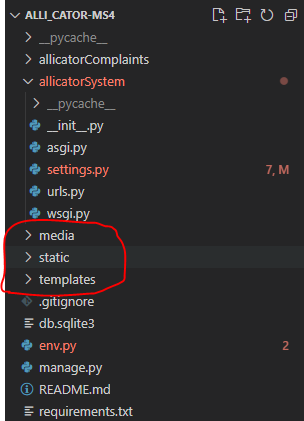 ALLI_CATOR-MS4
__pycache__
allicatorComplaints
allicatorSystem
__pycache__
__init__.py
asgi.py
settings.py 7, M
urls.py
wsgi.py
media
static
templates
.gitignore
db.sqlite3
env.py 2
manage.py
README.md
requirements.txt